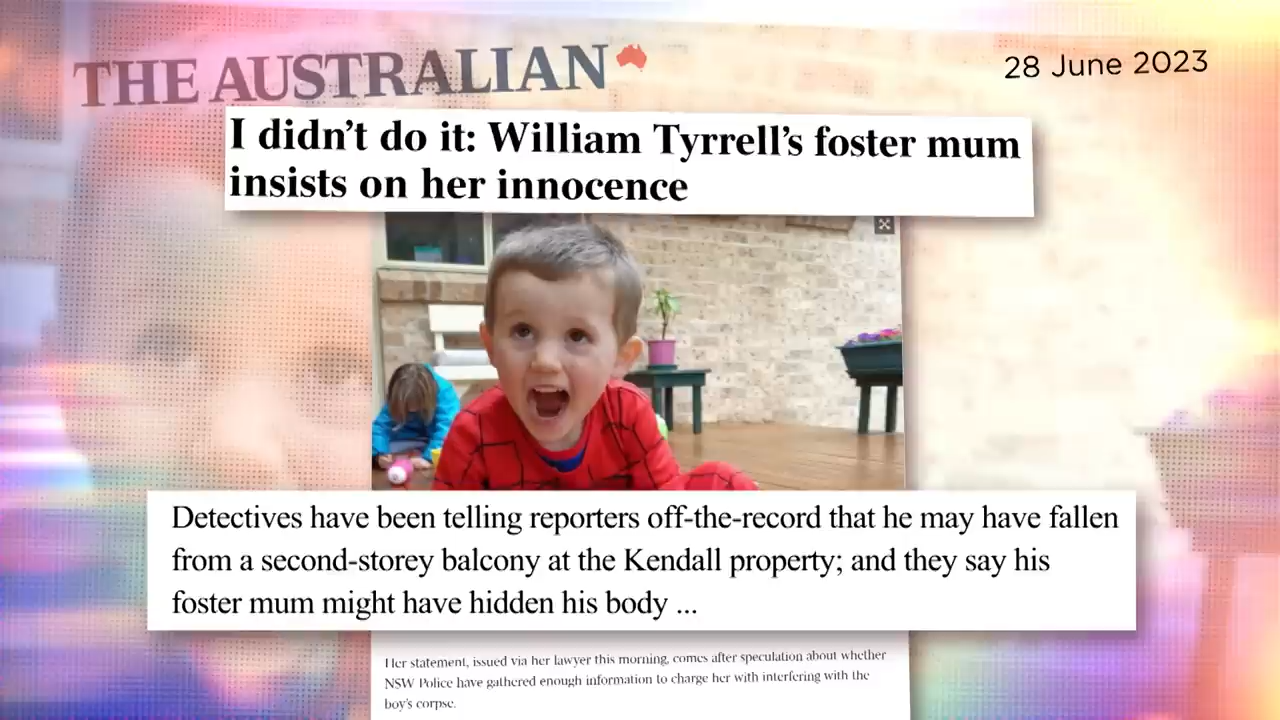 THE AUSTRALIAN
28 June 2023
I didn't do it: William Tyrrell's foster mum
insists on her innocence
Detectives have been telling reporters off-the-record that he may have fallen
from a second-storey balcony at the Kendall property; and they say his
foster mum might have hidden his body ...
Her statement, issued via her lawyer this morning, comes after speculation about whether
NSW Police have gathered enough information to charge her with interfering with the
boy's corpse.